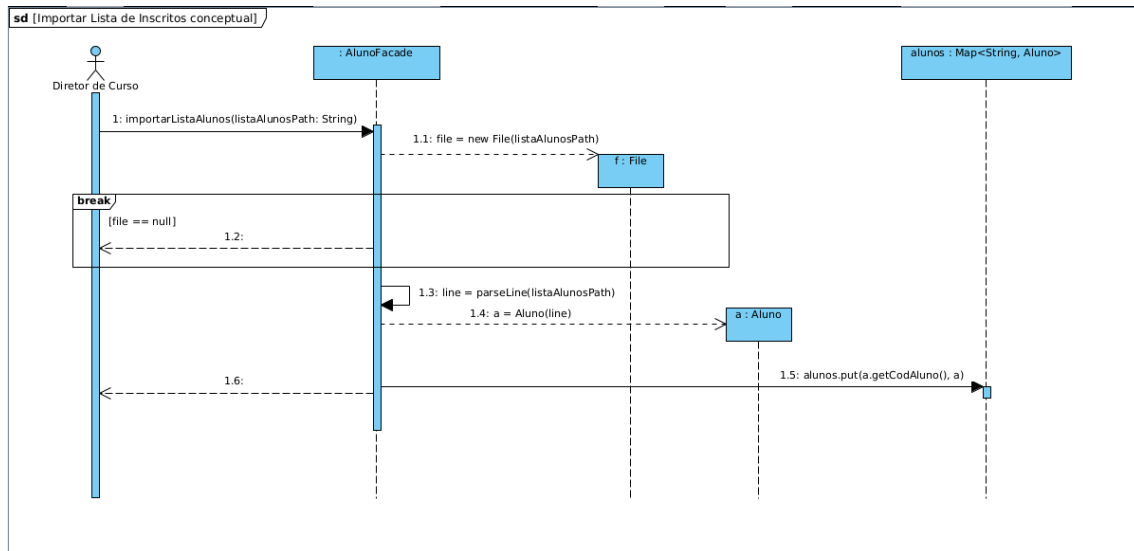 sd [Importar Lista de Inscritos conceptual]
: AlunoFacade
alunos : Map<String, Aluno>
Diretor de Curso
1: importarListaAlunos(listaAlunosPath: String)
1.1: file = new File(listaAlunosPath)
f : File
break
[file == null]
1.2:
1.3: line = parseLine(listaAlunosPath)
1.4: a = Aluno(line)
a : Aluno
1.5: alunos.put(a.getCodAluno(), a)
1.6: